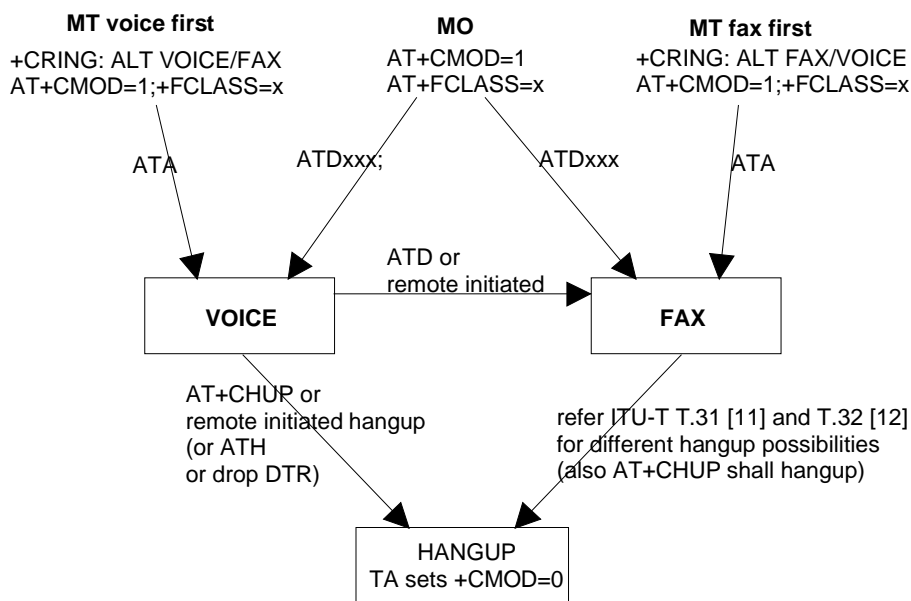 MT voice first
+CRING: ALT VOICE/FAX
AT+CMOD=1;+FCLASS=x
MO
AT+CMOD=1
AT+FCLASS=x
MT fax first
+CRING: ALT FAX/VOICE
AT+CMOD=1;+FCLASS=x
ATA
ATDxxx;
ATDxxx
ATA
ATD or
remote initiated
VOICE
FAX
AT+CHUP or
remote initiated hangup
(or ATH
or drop DTR)
refer ITU-T T.31 [11] and T.32 [12]
for different hangup possibilities
(also AT+CHUP shall hangup)
HANGUP
TA sets +CMOD=0